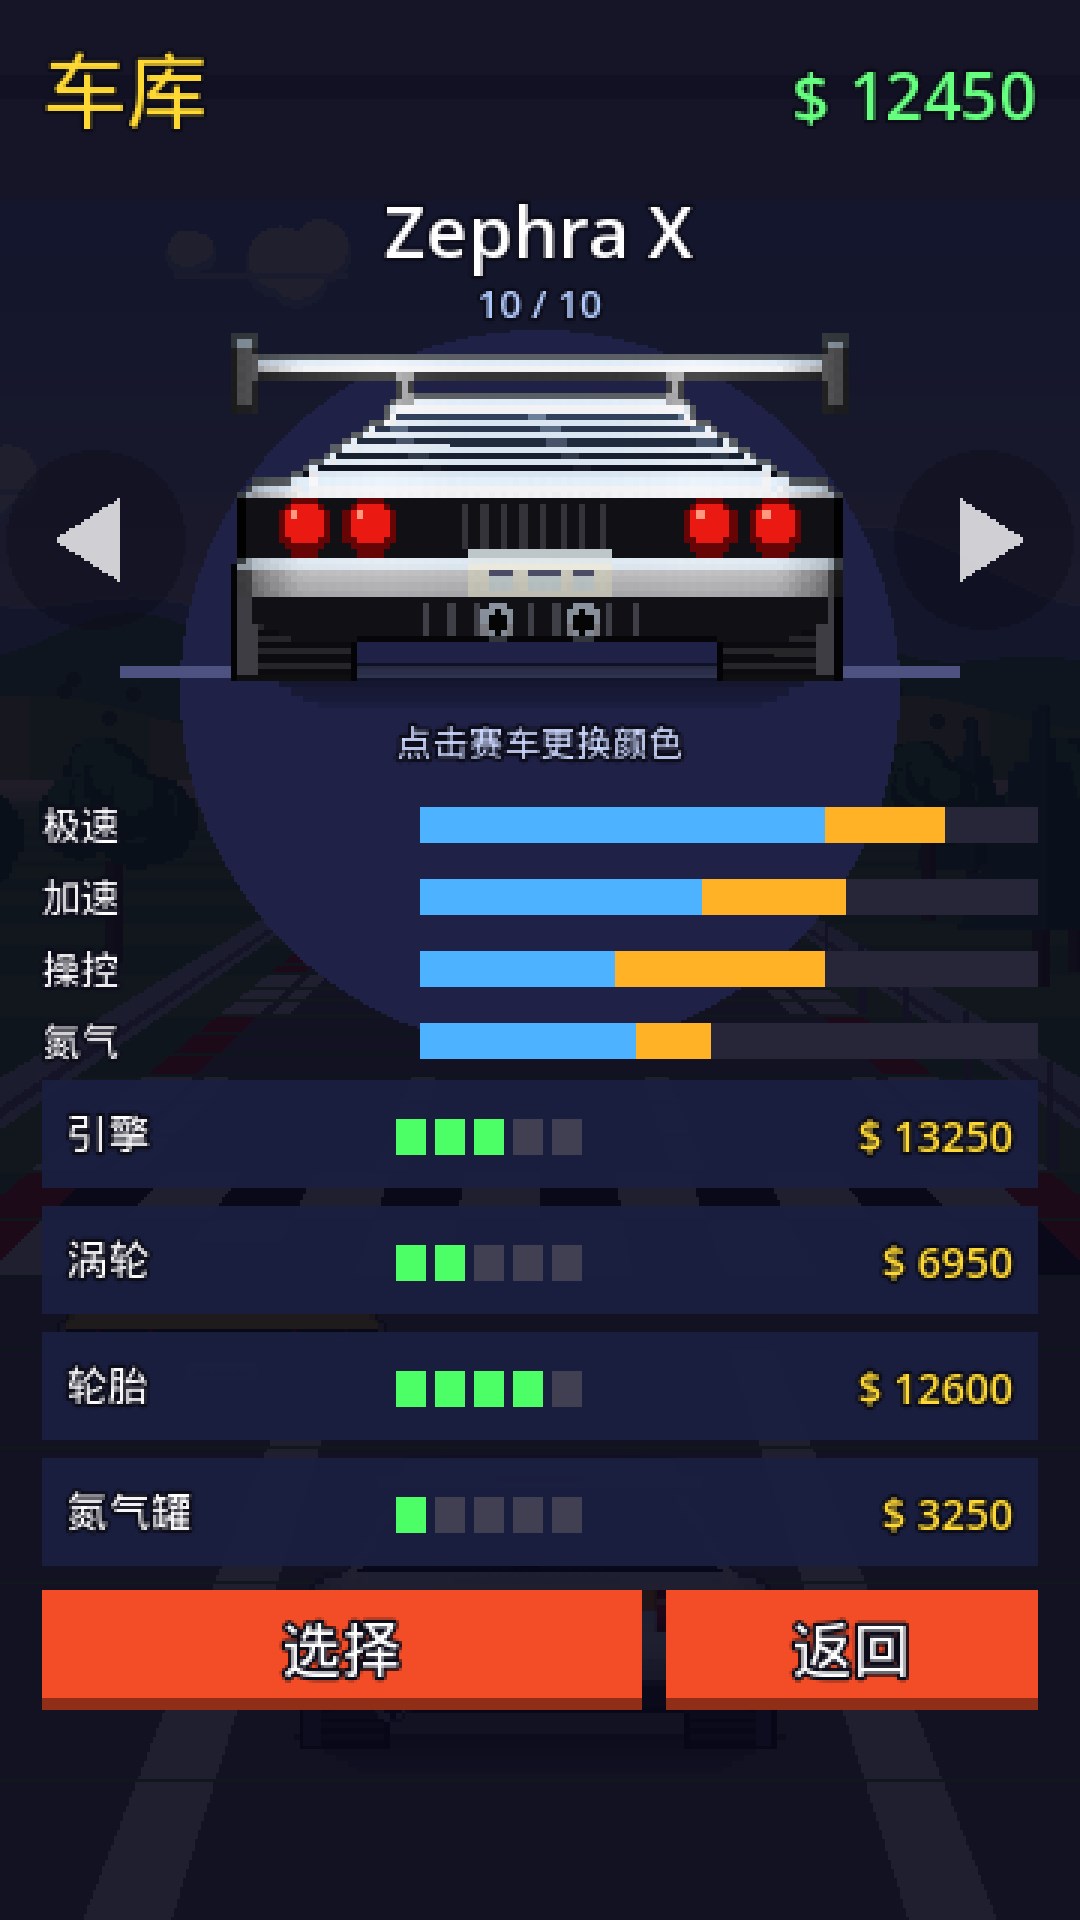 车库
$ 12450
Zephra X
10 / 10
点击赛车更换颜色
极速
加速
操控
氮气
引擎 $ 13250
涡轮 $ 6950
轮胎 $ 12600
氮气罐 $ 3250
选择
返回